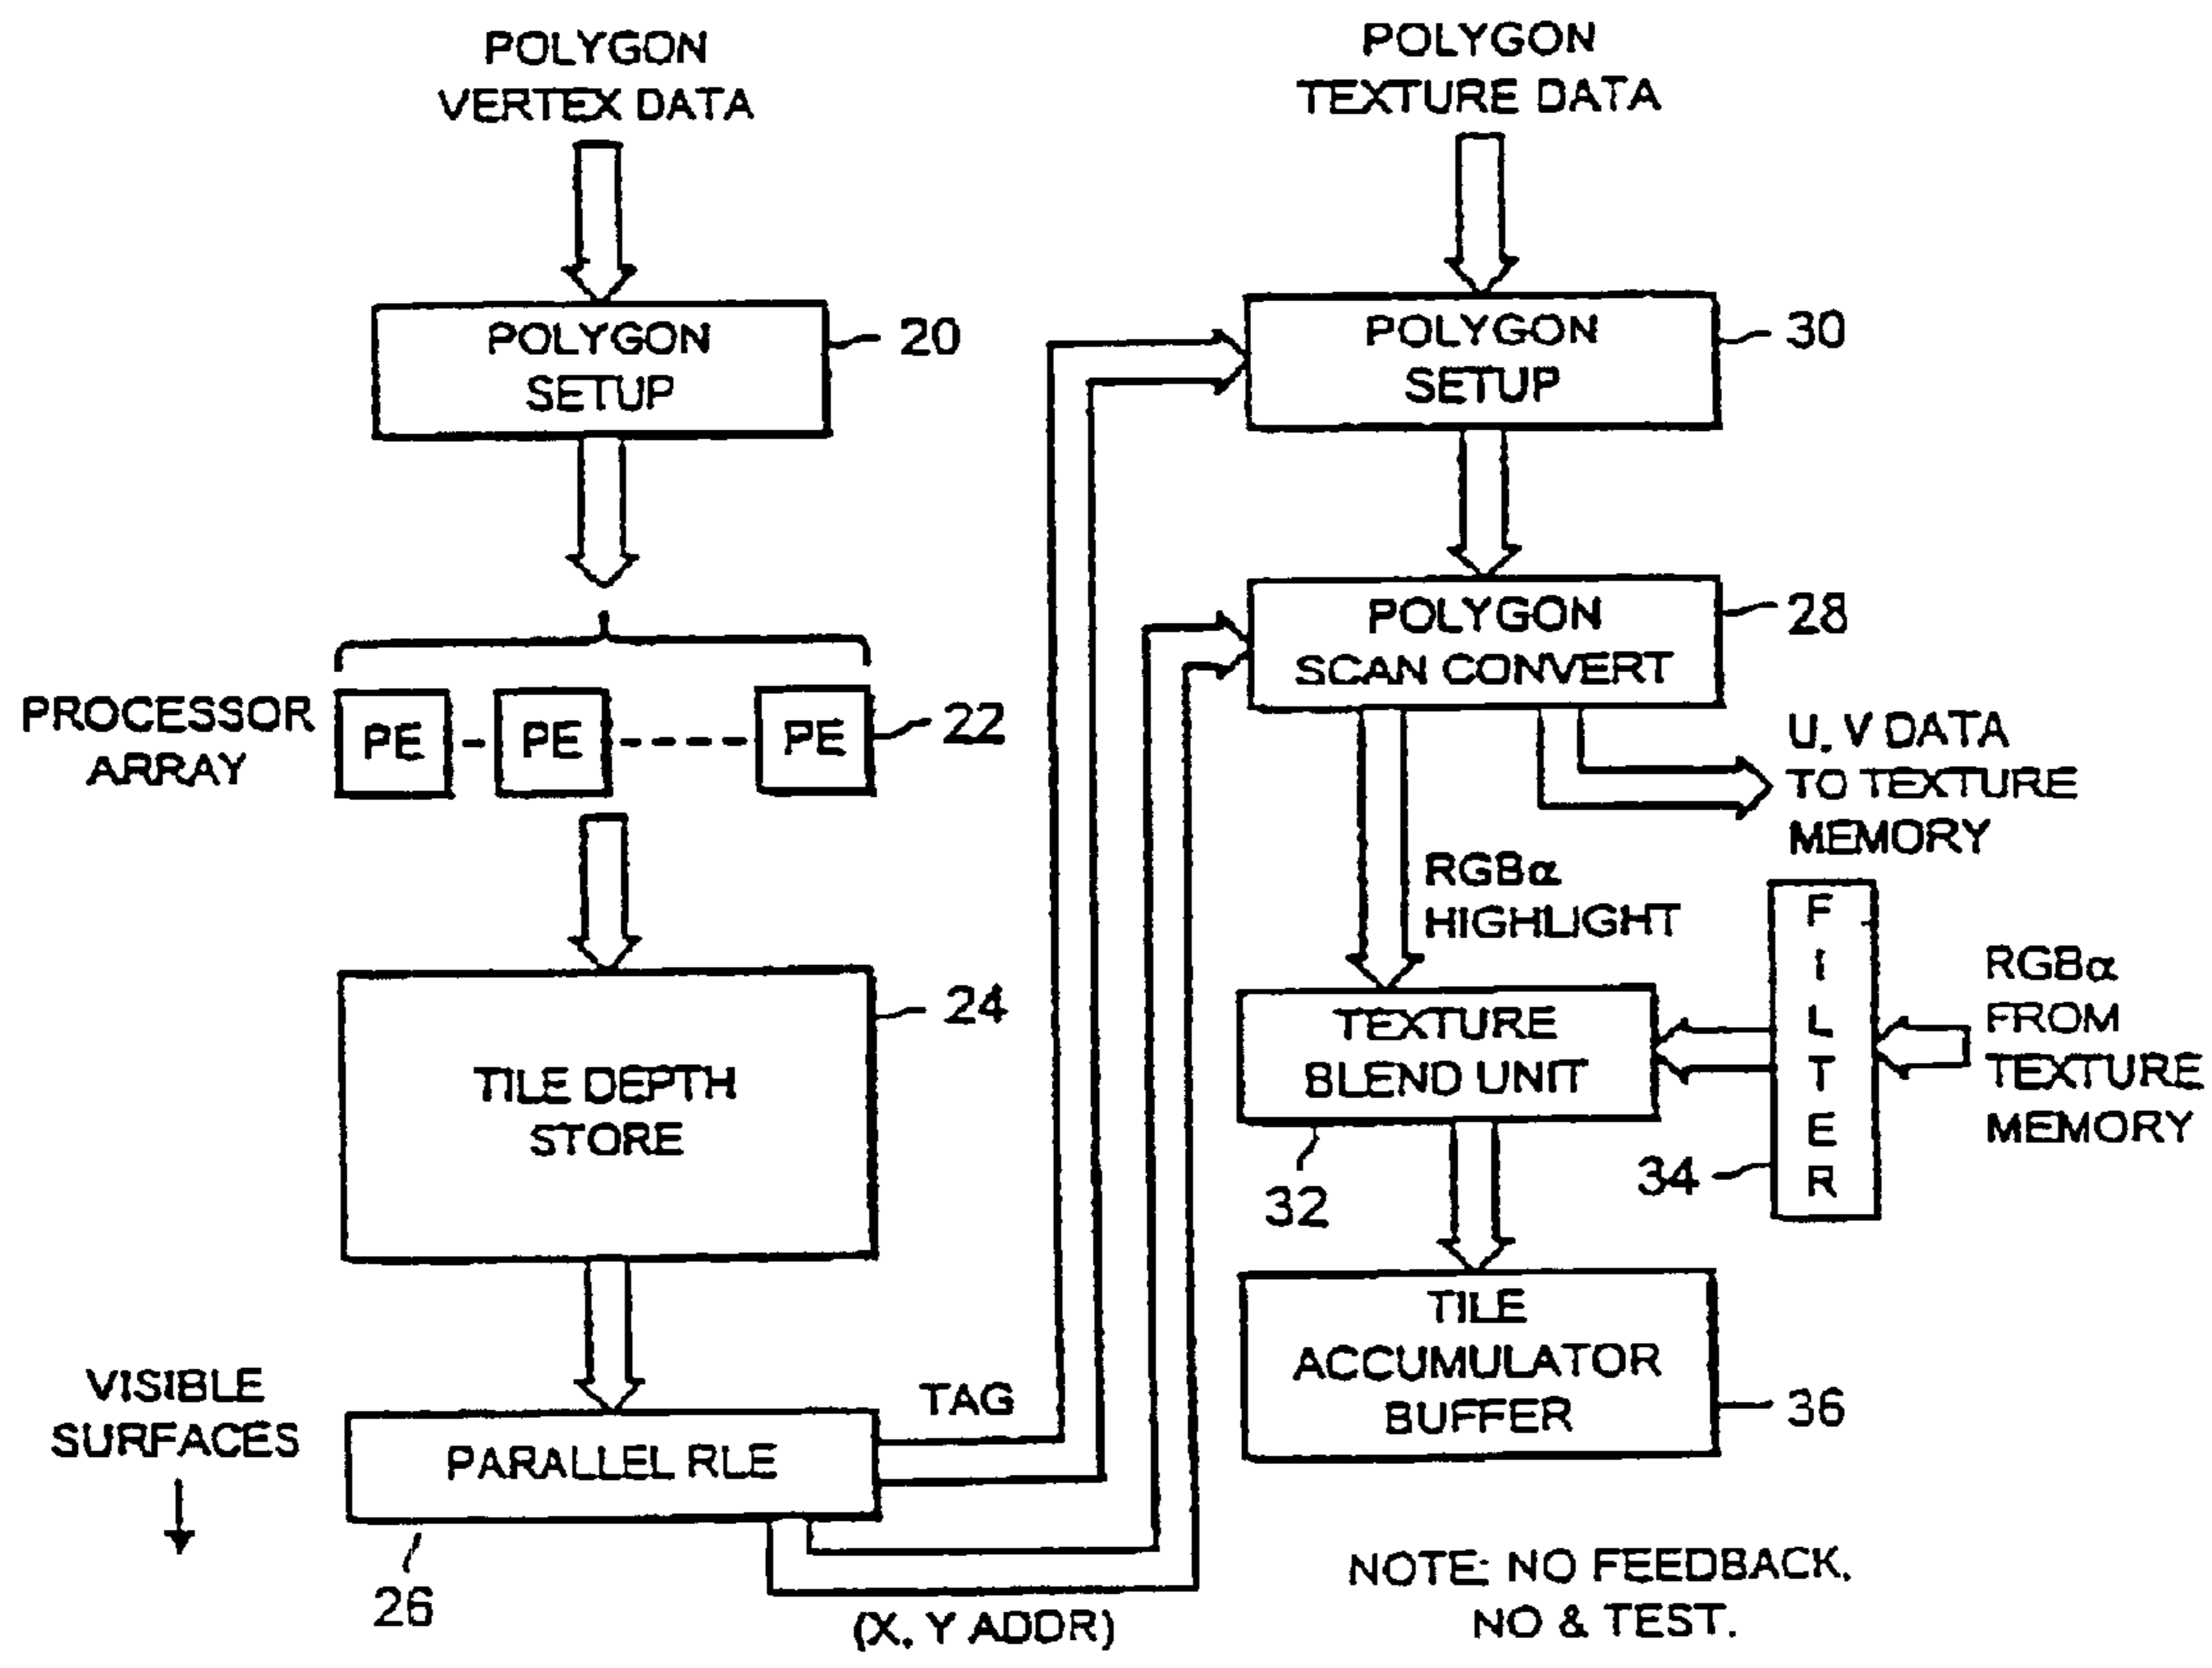 POLYGON
VERTEX DATA
POLYGON
SETUP
20
PROCESSOR
ARRAY
PE
PE
PE
22
TILE DEPTH
STORE
24
VISIBLE
SURFACES
PARALLEL RLE
26
TAG
(X, Y ADDR)
POLYGON
TEXTURE DATA
POLYGON
SETUP
30
POLYGON
SCAN CONVERT
28
U, V DATA
TO TEXTURE
MEMORY
RGBα
HIGHLIGHT
TEXTURE
BLEND UNIT
32
FILTER
34
RGBα
FROM
TEXTURE
MEMORY
TILE
ACCUMULATOR
BUFFER
36
NOTE: NO FEEDBACK,
NO & TEST.